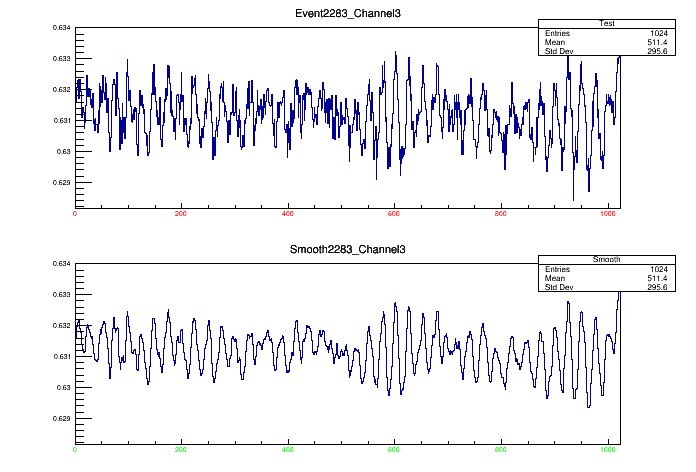 Event2283_Channel3
Test
Entries 1024
Mean 511.4
Std Dev 295.6
0.634
0.633
0.632
0.631
0.63
0.629
0 200 400 600 800 1000
Smooth2283_Channel3
Smooth
Entries 1024
Mean 511.4
Std Dev 295.6
0.634
0.633
0.632
0.631
0.63
0.629
0 200 400 600 800 1000